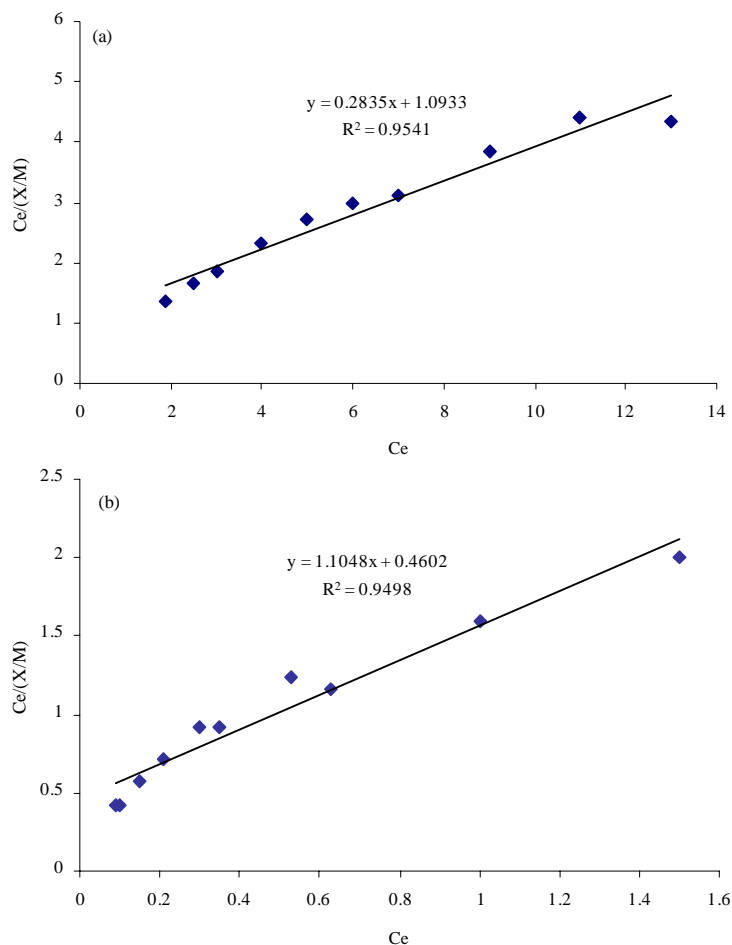 (a)
y = 0.2835x + 1.0933
R² = 0.9541
Ce/(X/M)
6
5
4
3
2
1
0
0 2 4 6 8 10 12 14
Ce
(b)
y = 1.1048x + 0.4602
R² = 0.9498
Ce/(X/M)
2.5
2
1.5
1
0.5
0
0 0.2 0.4 0.6 0.8 1 1.2 1.4 1.6
Ce